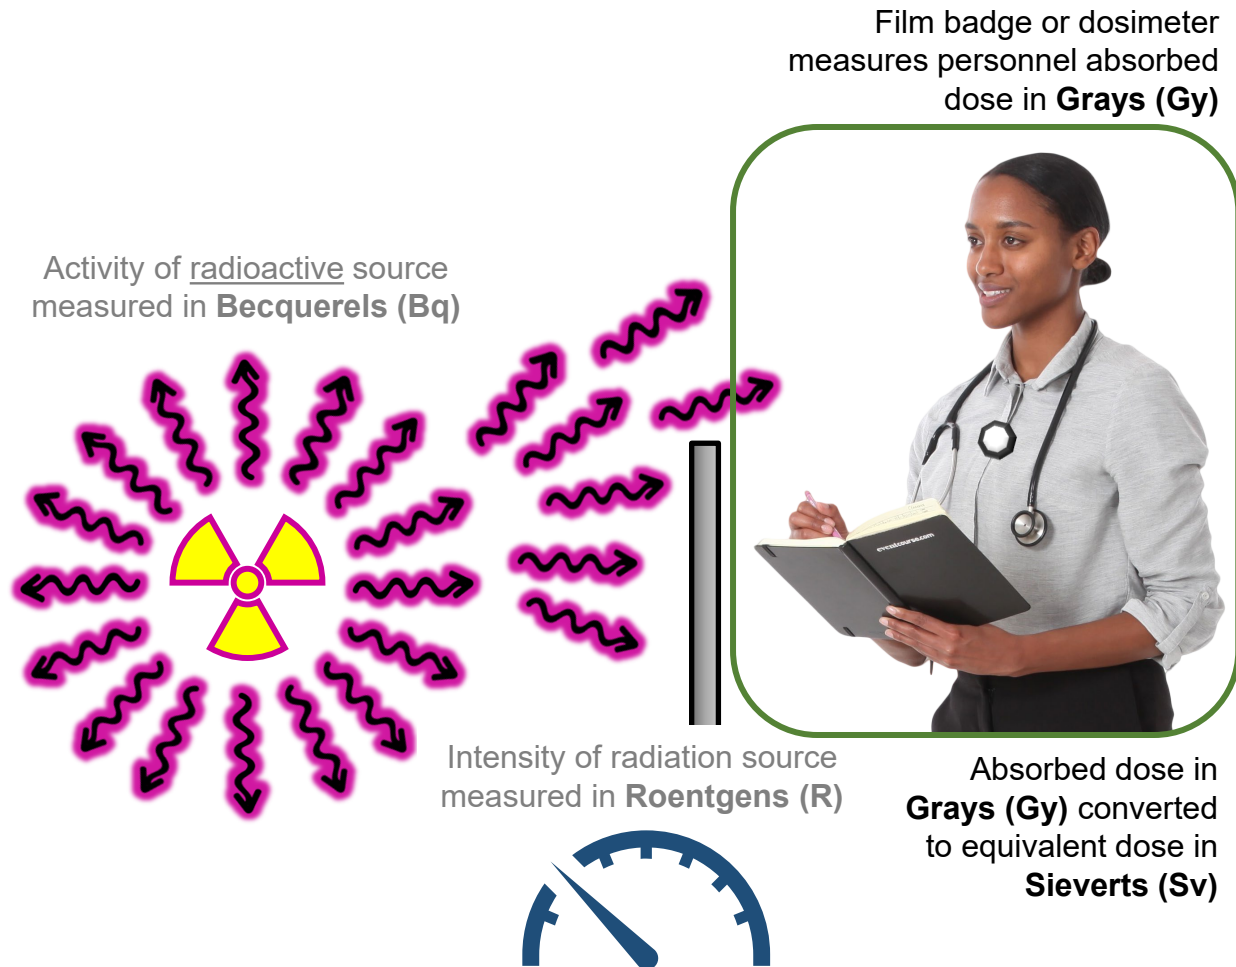 Film badge or dosimeter
measures personnel absorbed
dose in Grays (Gy)
Activity of radioactive source
measured in Becquerels (Bq)
eventcourse.com
Intensity of radiation source
measured in Roentgens (R)
Absorbed dose in
Grays (Gy) converted
to equivalent dose in
Sieverts (Sv)